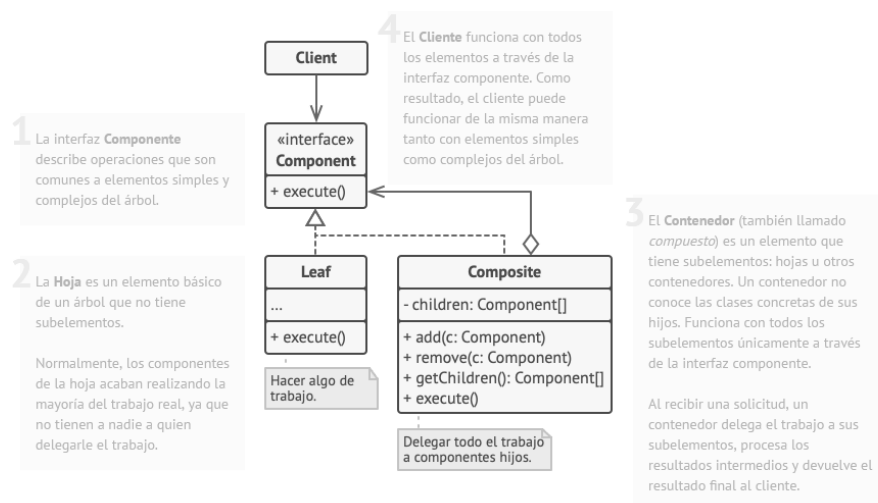 1
La interfaz Componente
describe operaciones que son
comunes a elementos simples y
complejos del árbol.
2
La Hoja es un elemento básico
de un árbol que no tiene
subelementos.
Normalmente, los componentes
de la hoja acaban realizando la
mayoría del trabajo real, ya que
no tienen a nadie a quien
delegarle el trabajo.
Client
«interface»
Component
+ execute()
Leaf
...
+ execute()
Hacer algo de
trabajo.
Composite
- children: Component[]
+ add(c: Component)
+ remove(c: Component)
+ getChildren(): Component[]
+ execute()
Delegar todo el trabajo
a componentes hijos.
4
El Cliente funciona con todos
los elementos a través de la
interfaz componente. Como
resultado, el cliente puede
funcionar de la misma manera
tanto con elementos simples
como complejos del árbol.
3
El Contenedor (también llamado
compuesto) es un elemento que
tiene subelementos: hojas u otros
contenedores. Un contenedor no
conoce las clases concretas de sus
hijos. Funciona con todos los
subelementos únicamente a través
de la interfaz componente.
Al recibir una solicitud, un
contenedor delega el trabajo a sus
subelementos, procesa los
resultados intermedios y devuelve el
resultado final al cliente.